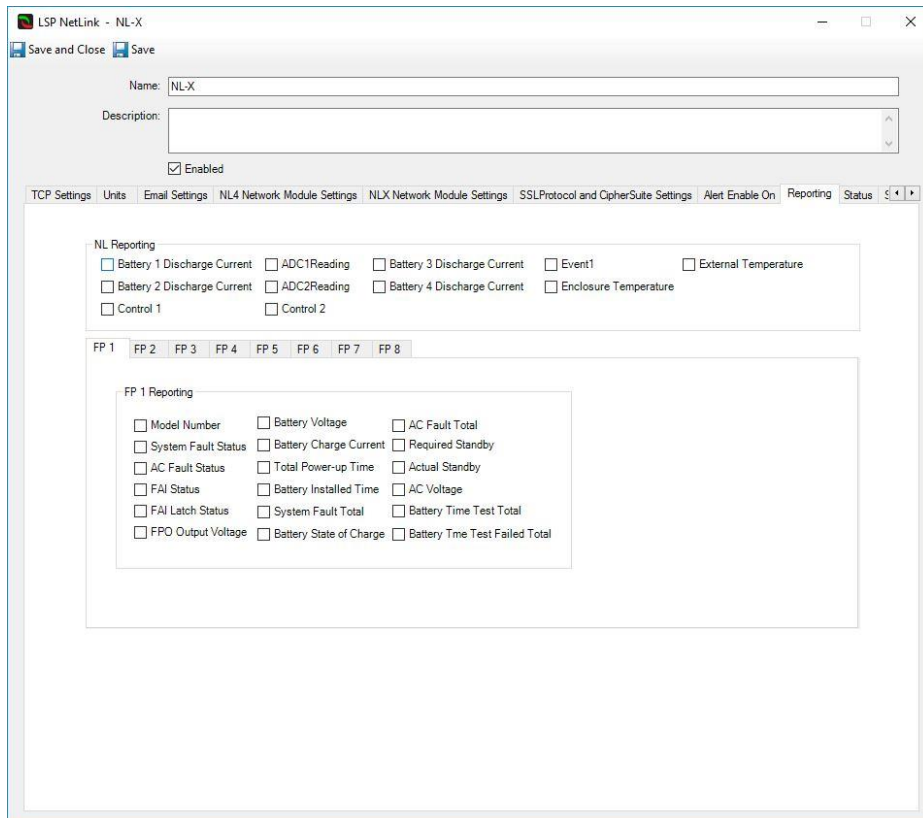 LSP NetLink - NL-X
Save and Close Save
Name: NL-X
Description:
Enabled
TCP Settings Units Email Settings NL4 Network Module Settings NLX Network Module Settings SSLProtocol and CipherSuite Settings Alert Enable On Reporting Status
NL Reporting
Battery 1 Discharge Current ADC1Reading Battery 3 Discharge Current Event1 External Temperature
Battery 2 Discharge Current ADC2Reading Battery 4 Discharge Current Enclosure Temperature
Control 1 Control 2
FP 1 FP 2 FP 3 FP 4 FP 5 FP 6 FP 7 FP 8
FP 1 Reporting
Model Number Battery Voltage AC Fault Total
System Fault Status Battery Charge Current Required Standby
AC Fault Status Total Power-up Time Actual Standby
FAI Status Battery Installed Time AC Voltage
FAI Latch Status System Fault Total Battery Time Test Total
FPO Output Voltage Battery State of Charge Battery Tme Test Failed Total